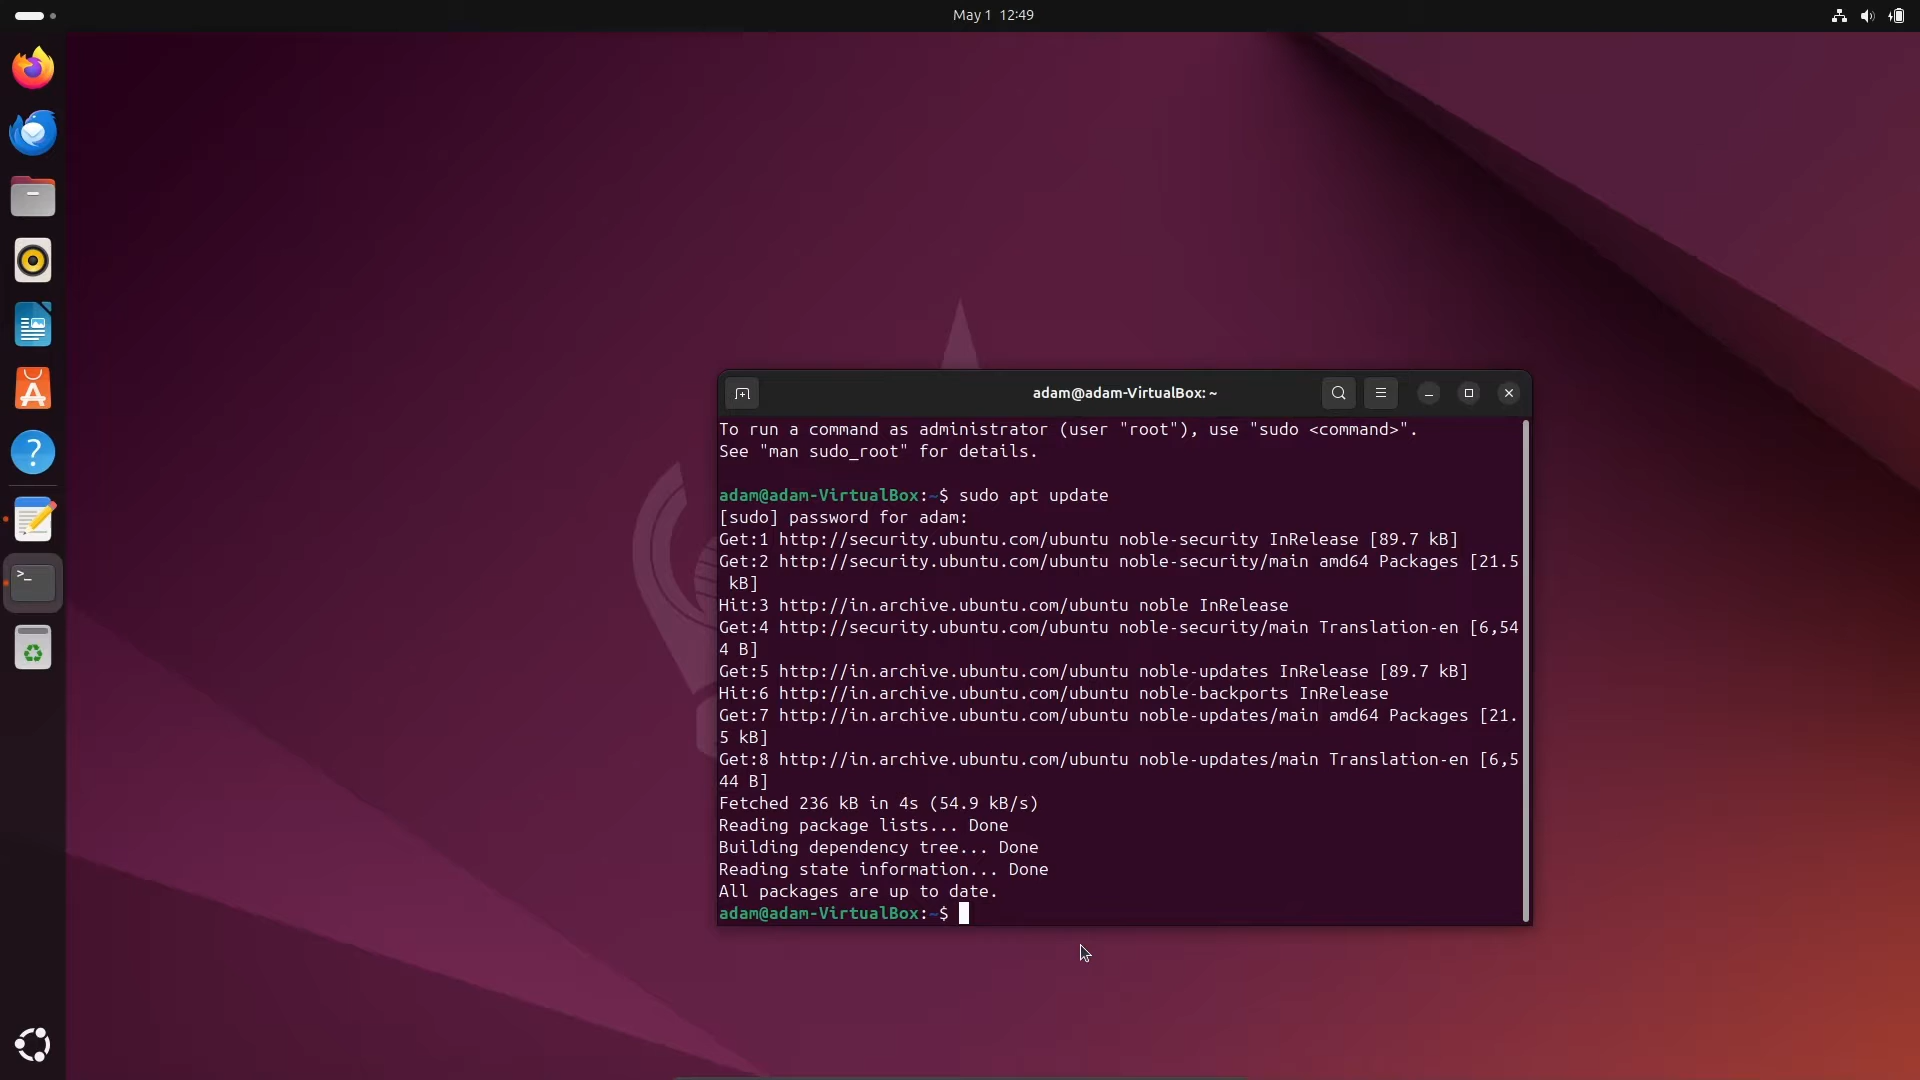 May 1 12:49
adam@adam-VirtualBox: ~
To run a command as administrator (user "root"), use "sudo <command>".
See "man sudo_root" for details.
adam@adam-VirtualBox:~$ sudo apt update
[sudo] password for adam:
Get:1 http://security.ubuntu.com/ubuntu noble-security InRelease [89.7 kB]
Get:2 http://security.ubuntu.com/ubuntu noble-security/main amd64 Packages [21.5
kB]
Hit:3 http://in.archive.ubuntu.com/ubuntu noble InRelease
Get:4 http://security.ubuntu.com/ubuntu noble-security/main Translation-en [6,54
4 B]
Get:5 http://in.archive.ubuntu.com/ubuntu noble-updates InRelease [89.7 kB]
Hit:6 http://in.archive.ubuntu.com/ubuntu noble-backports InRelease
Get:7 http://in.archive.ubuntu.com/ubuntu noble-updates/main amd64 Packages [21.
5 kB]
Get:8 http://in.archive.ubuntu.com/ubuntu noble-updates/main Translation-en [6,5
44 B]
Fetched 236 kB in 4s (54.9 kB/s)
Reading package lists... Done
Building dependency tree... Done
Reading state information... Done
All packages are up to date.
adam@adam-VirtualBox:~$